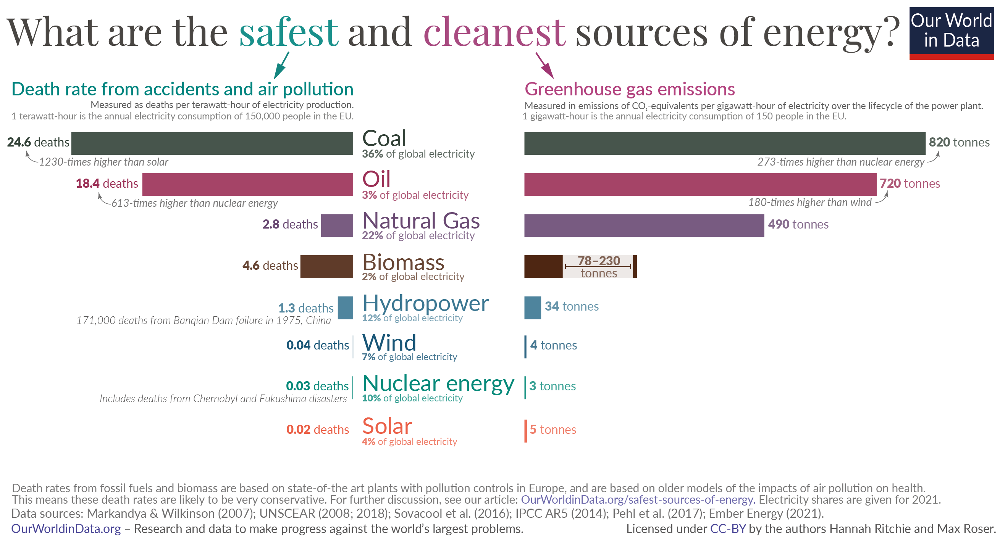 What are the safest and cleanest sources of energy?
Our World
in Data
Death rate from accidents and air pollution
Measured as deaths per terawatt-hour of electricity production.
1 terawatt-hour is the annual electricity consumption of 150,000 people in the EU.
Greenhouse gas emissions
Measured in emissions of CO₂-equivalents per gigawatt-hour of electricity over the lifecycle of the power plant.
1 gigawatt-hour is the annual electricity consumption of 150 people in the EU.
24.6 deaths
1230-times higher than solar
Coal
36% of global electricity
820 tonnes
273-times higher than nuclear energy
18.4 deaths
613-times higher than nuclear energy
Oil
3% of global electricity
720 tonnes
180-times higher than wind
2.8 deaths
Natural Gas
22% of global electricity
490 tonnes
4.6 deaths
Biomass
2% of global electricity
78–230
tonnes
1.3 deaths
171,000 deaths from Banqian Dam failure in 1975, China
Hydropower
12% of global electricity
34 tonnes
0.04 deaths
Wind
7% of global electricity
4 tonnes
0.03 deaths
Includes deaths from Chernobyl and Fukushima disasters
Nuclear energy
10% of global electricity
3 tonnes
0.02 deaths
Solar
4% of global electricity
5 tonnes
Death rates from fossil fuels and biomass are based on state-of-the art plants with pollution controls in Europe, and are based on older models of the impacts of air pollution on health.
This means these death rates are likely to be very conservative. For further discussion, see our article: OurWorldinData.org/safest-sources-of-energy. Electricity shares are given for 2021.
Data sources: Markandya & Wilkinson (2007); UNSCEAR (2008; 2018); Sovacool et al. (2016); IPCC AR5 (2014); Pehl et al. (2017); Ember Energy (2021).
OurWorldinData.org – Research and data to make progress against the world’s largest problems.
Licensed under CC-BY by the authors Hannah Ritchie and Max Roser.